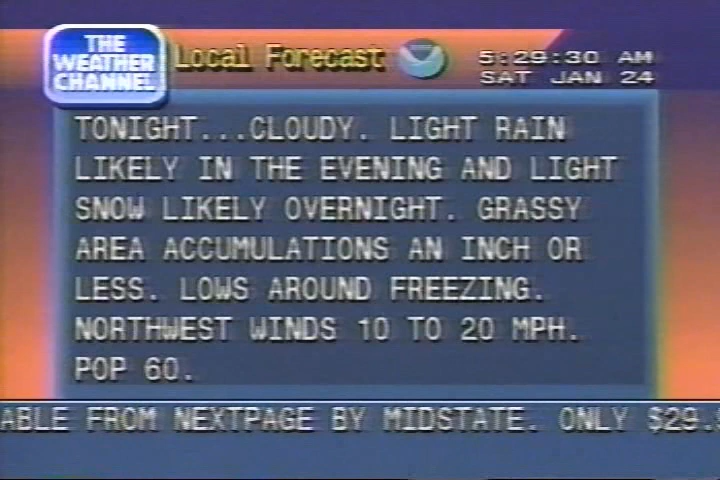 THE
WEATHER
CHANNEL
Local Forecast
5:29:30 AM
SAT JAN 24
TONIGHT...CLOUDY. LIGHT RAIN
LIKELY IN THE EVENING AND LIGHT
SNOW LIKELY OVERNIGHT. GRASSY
AREA ACCUMULATIONS AN INCH OR
LESS. LOWS AROUND FREEZING.
NORTHWEST WINDS 10 TO 20 MPH.
POP 60.
ABLE FROM NEXTPAGE BY MIDSTATE. ONLY $29.